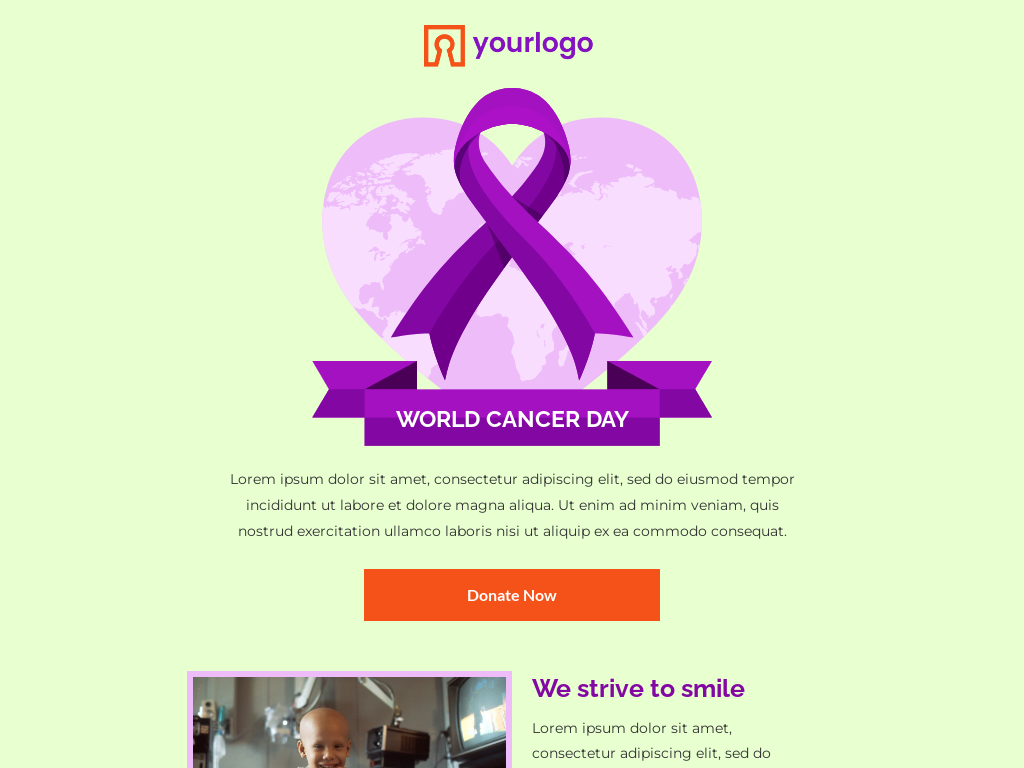 yourlogo
WORLD CANCER DAY
Lorem ipsum dolor sit amet, consectetur adipiscing elit, sed do eiusmod tempor
incididunt ut labore et dolore magna aliqua. Ut enim ad minim veniam, quis
nostrud exercitation ullamco laboris nisi ut aliquip ex ea commodo consequat.
Donate Now
We strive to smile
Lorem ipsum dolor sit amet,
consectetur adipiscing elit, sed do